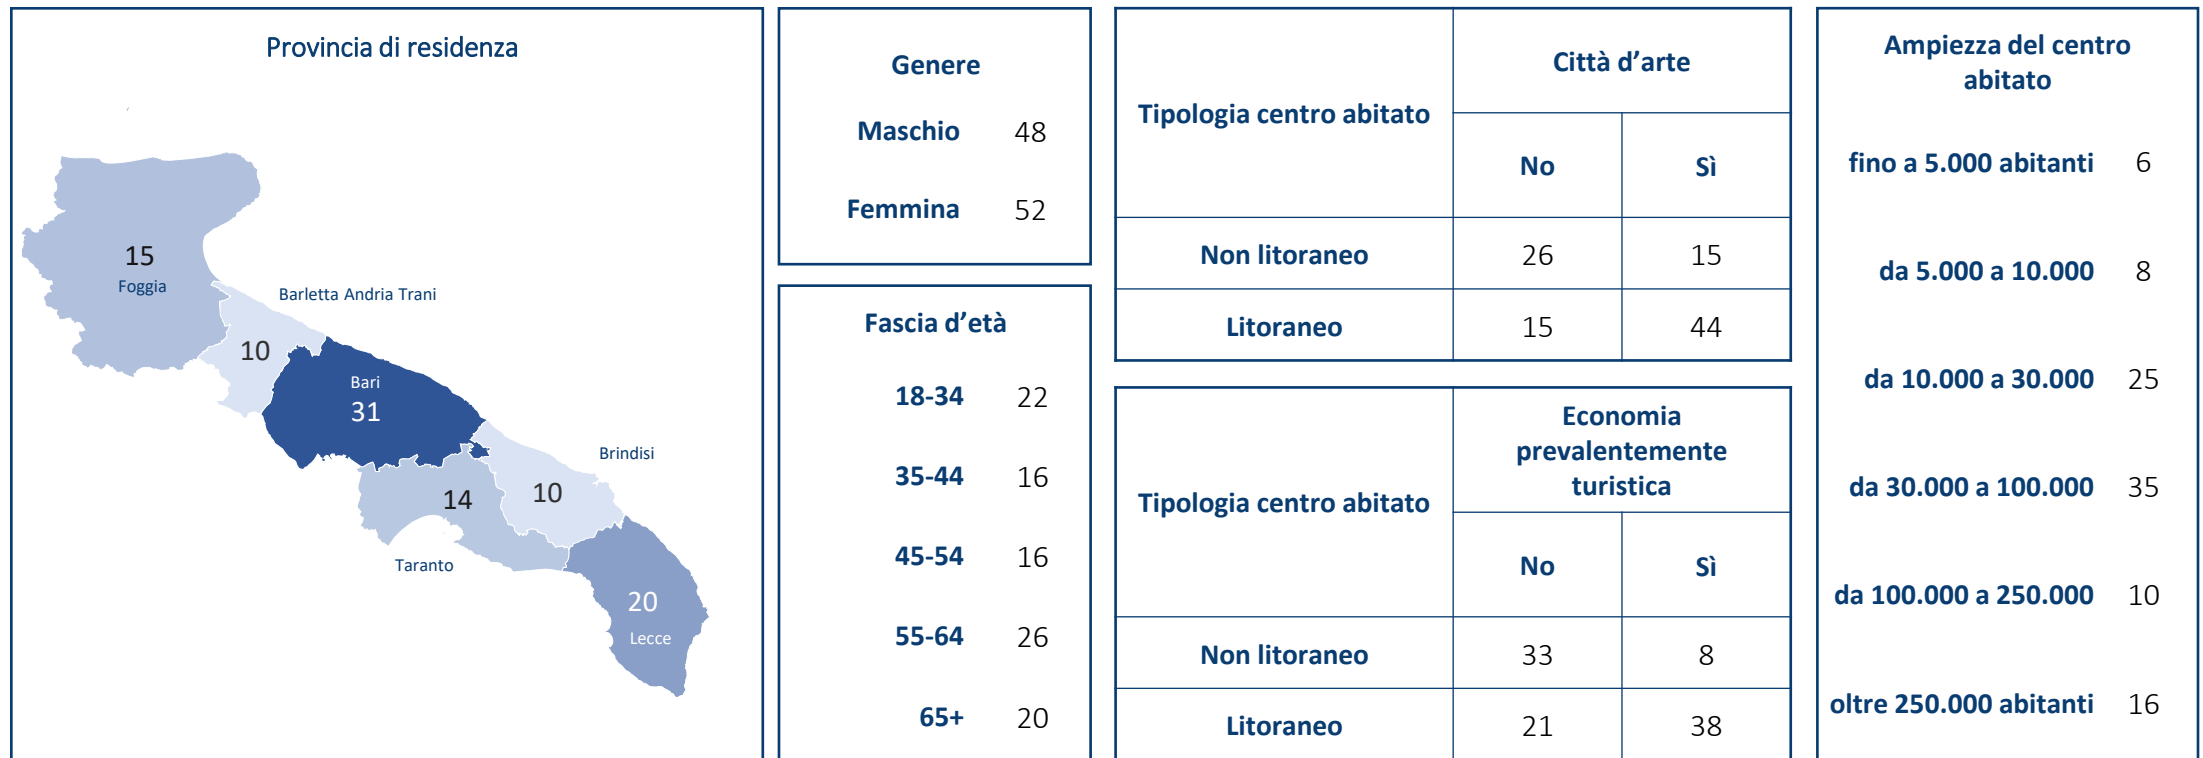 Provincia di residenza
15
Foggia
Barletta Andria Trani
10
Bari
31
Brindisi
10
14
Taranto
20
Lecce
Genere
Maschio 48
Femmina 52
Fascia d'età
18-34 22
35-44 16
45-54 16
55-64 26
65+ 20
Tipologia centro abitato
Città d'arte
No Sì
Non litoraneo 26 15
Litoraneo 15 44
Tipologia centro abitato
Economia
prevalentemente
turistica
No Sì
Non litoraneo 33 8
Litoraneo 21 38
Ampiezza del centro
abitato
fino a 5.000 abitanti 6
da 5.000 a 10.000 8
da 10.000 a 30.000 25
da 30.000 a 100.000 35
da 100.000 a 250.000 10
oltre 250.000 abitanti 16